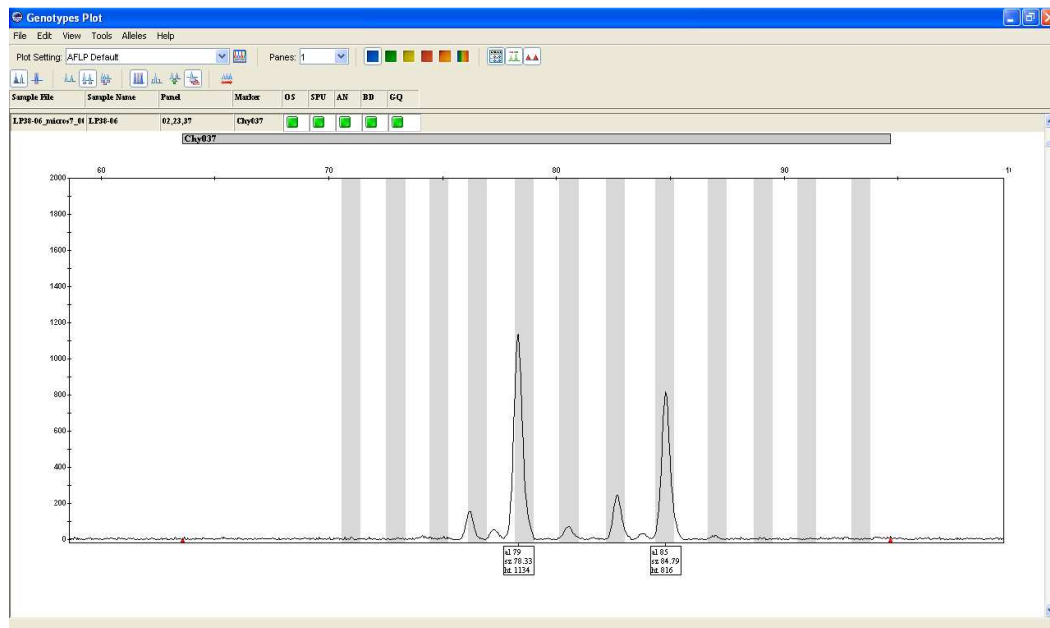 Genotypes Plot
File Edit View Tools Alleles Help
Plot Setting: AFLP Default Panes: 1
Sample File Sample Name Panel Marker OS SPU AN BD GQ
LP38-06 02,23,37 Chy037
Chy037
60 70 80 90
2000
1800
1600
1400
1200
1000
800
600
400
200
0
al 79
sz 78.33
ht 1134
al 85
sz 84.79
ht 816